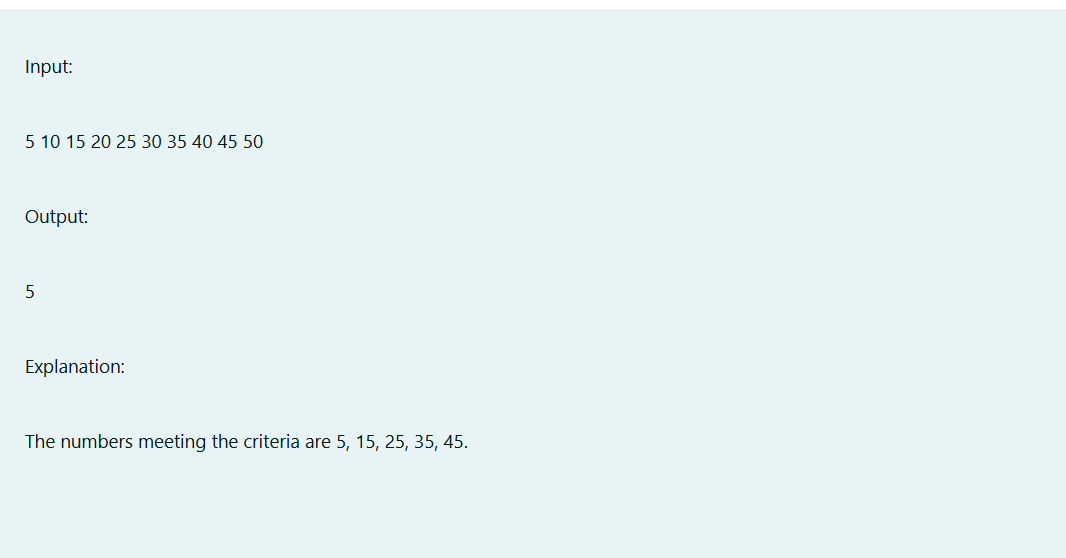 Input:
5 10 15 20 25 30 35 40 45 50
Output:
5
Explanation:
The numbers meeting the criteria are 5, 15, 25, 35, 45.